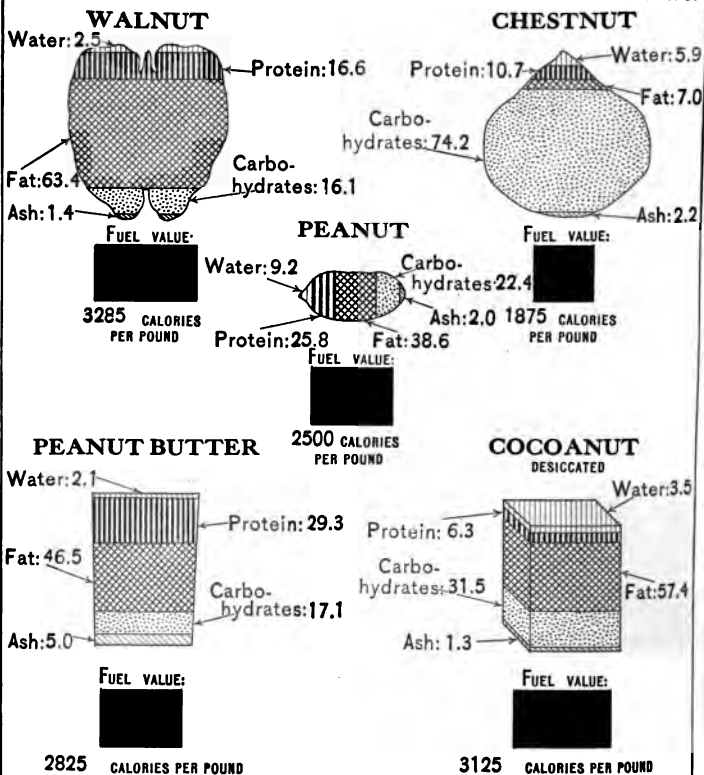 WALNUT
Water:2.5
Protein:16.6
Fat:63.4
Carbo-
hydrates:16.1
Ash:1.4
FUEL VALUE:
3285 CALORIES
PER POUND
CHESTNUT
Water:5.9
Protein:10.7
Fat:7.0
Carbo-
hydrates:74.2
Ash:2.2
FUEL VALUE:
1875 CALORIES
PER POUND
PEANUT
Water:9.2
Carbo-
hydrates:22.4
Ash:2.0
Protein:25.8
Fat:38.6
FUEL VALUE:
2500 CALORIES
PER POUND
PEANUT BUTTER
Water:2.1
Protein:29.3
Fat:46.5
Carbo-
hydrates:17.1
Ash:5.0
FUEL VALUE:
2825 CALORIES PER POUND
COCOANUT
DESICCATED
Water:3.5
Protein:6.3
Carbo-
hydrates:31.5
Fat:57.4
Ash:1.3
FUEL VALUE:
3125 CALORIES PER POUND